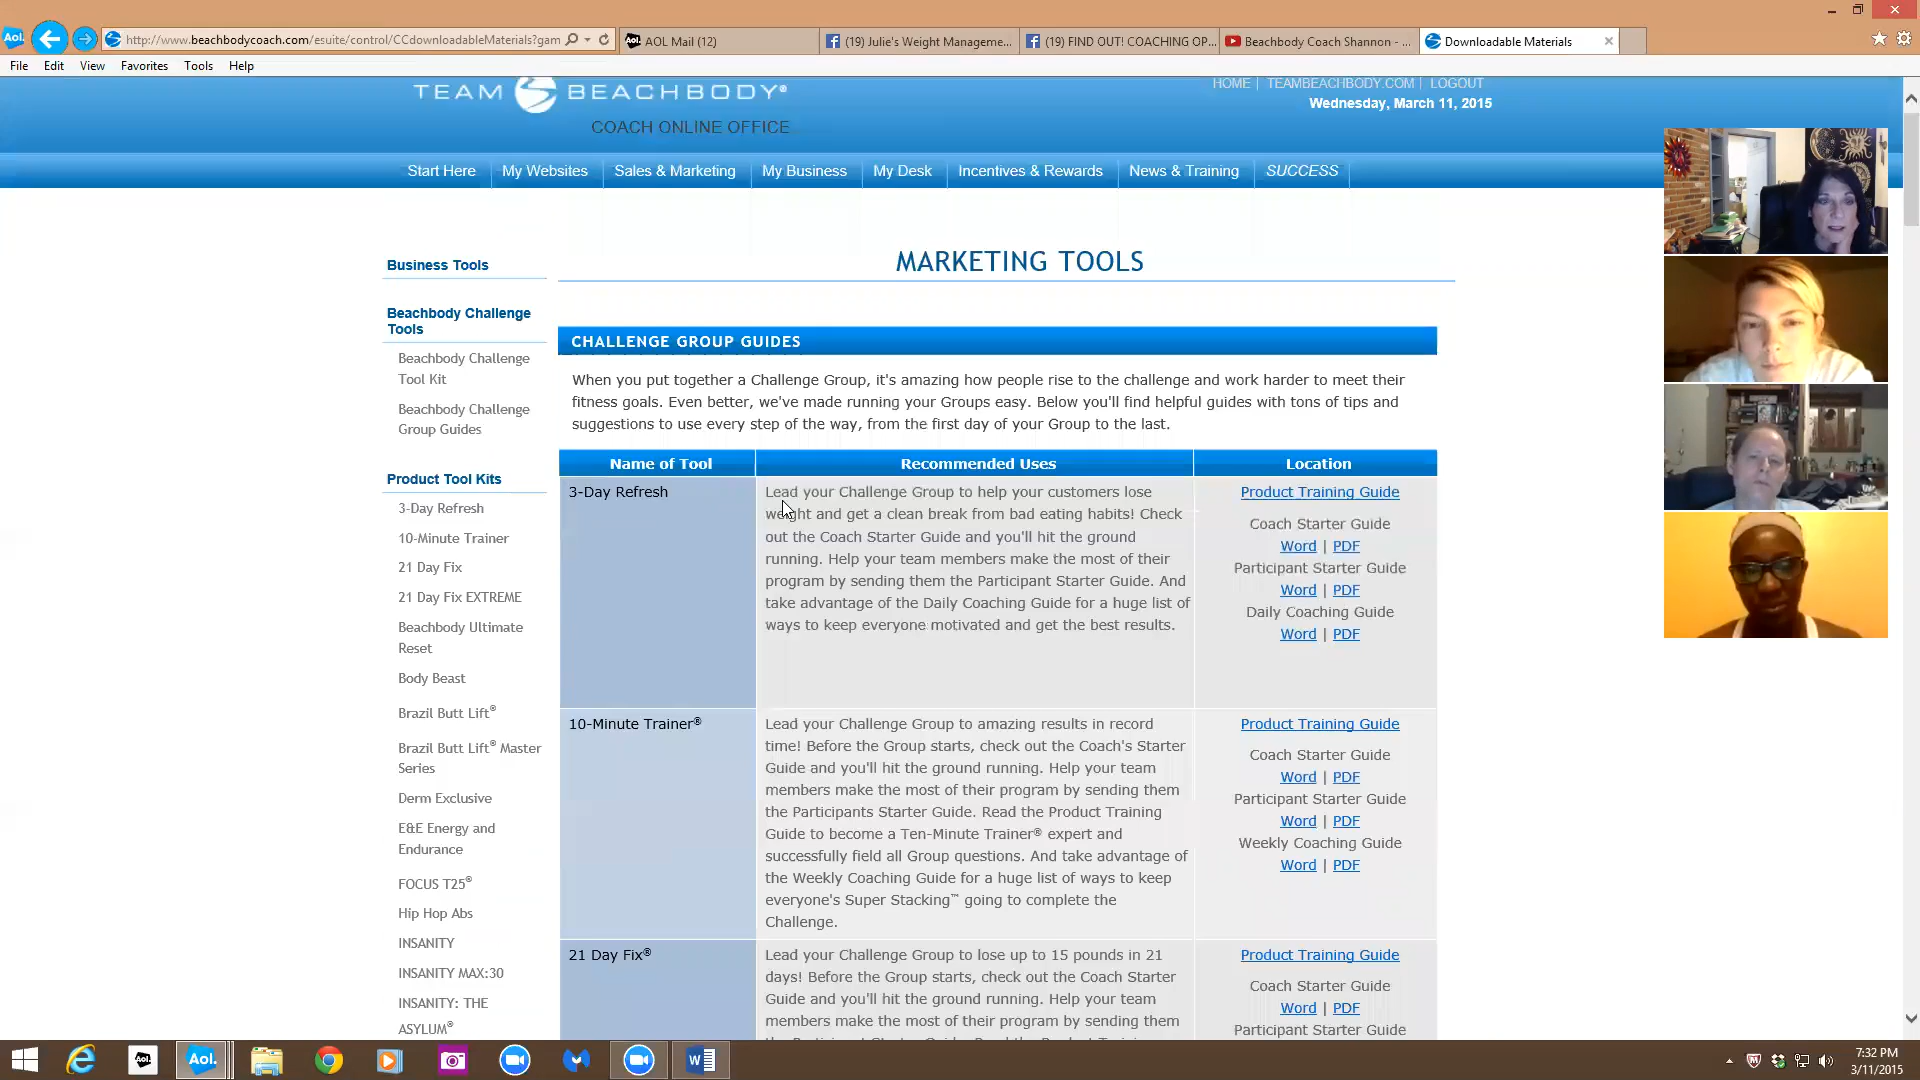 Aol.
http://www.beachbodycoach.com/esuite/control/CCdownloadableMaterials?gam
AOL Mail (12)
(19) Julie's Weight Manageme...
(19) FIND OUT! COACHING OP...
Beachbody Coach Shannon - ...
Downloadable Materials
File Edit View Favorites Tools Help
TEAM BEACHBODY®
COACH ONLINE OFFICE
HOME | TEAMBEACHBODY.COM | LOGOUT
Wednesday, March 11, 2015
Start Here My Websites Sales & Marketing My Business My Desk Incentives & Rewards News & Training SUCCESS
Business Tools
Beachbody Challenge
Tools
Beachbody Challenge
Tool Kit
Beachbody Challenge
Group Guides
Product Tool Kits
3-Day Refresh
10-Minute Trainer
21 Day Fix
21 Day Fix EXTREME
Beachbody Ultimate
Reset
Body Beast
Brazil Butt Lift®
Brazil Butt Lift® Master
Series
Derm Exclusive
E&E Energy and
Endurance
FOCUS T25®
Hip Hop Abs
INSANITY
INSANITY MAX:30
INSANITY: THE
ASYLUM®
MARKETING TOOLS
CHALLENGE GROUP GUIDES
When you put together a Challenge Group, it's amazing how people rise to the challenge and work harder to meet their
fitness goals. Even better, we've made running your Groups easy. Below you'll find helpful guides with tons of tips and
suggestions to use every step of the way, from the first day of your Group to the last.
Name of Tool Recommended Uses Location
3-Day Refresh
Lead your Challenge Group to help your customers lose
weight and get a clean break from bad eating habits! Check
out the Coach Starter Guide and you'll hit the ground
running. Help your team members make the most of their
program by sending them the Participant Starter Guide. And
take advantage of the Daily Coaching Guide for a huge list of
ways to keep everyone motivated and get the best results.
Product Training Guide
Coach Starter Guide
Word | PDF
Participant Starter Guide
Word | PDF
Daily Coaching Guide
Word | PDF
10-Minute Trainer®
Lead your Challenge Group to amazing results in record
time! Before the Group starts, check out the Coach's Starter
Guide and you'll hit the ground running. Help your team
members make the most of their program by sending them
the Participants Starter Guide. Read the Product Training
Guide to become a Ten-Minute Trainer® expert and
successfully field all Group questions. And take advantage of
the Weekly Coaching Guide for a huge list of ways to keep
everyone's Super Stacking™ going to complete the
Challenge.
Product Training Guide
Coach Starter Guide
Word | PDF
Participant Starter Guide
Word | PDF
Weekly Coaching Guide
Word | PDF
21 Day Fix®
Lead your Challenge Group to lose up to 15 pounds in 21
days! Before the Group starts, check out the Coach Starter
Guide and you'll hit the ground running. Help your team
members make the most of their program by sending them
Product Training Guide
Coach Starter Guide
Word | PDF
Participant Starter Guide
Aol.
Aol.
7:32 PM
3/11/2015